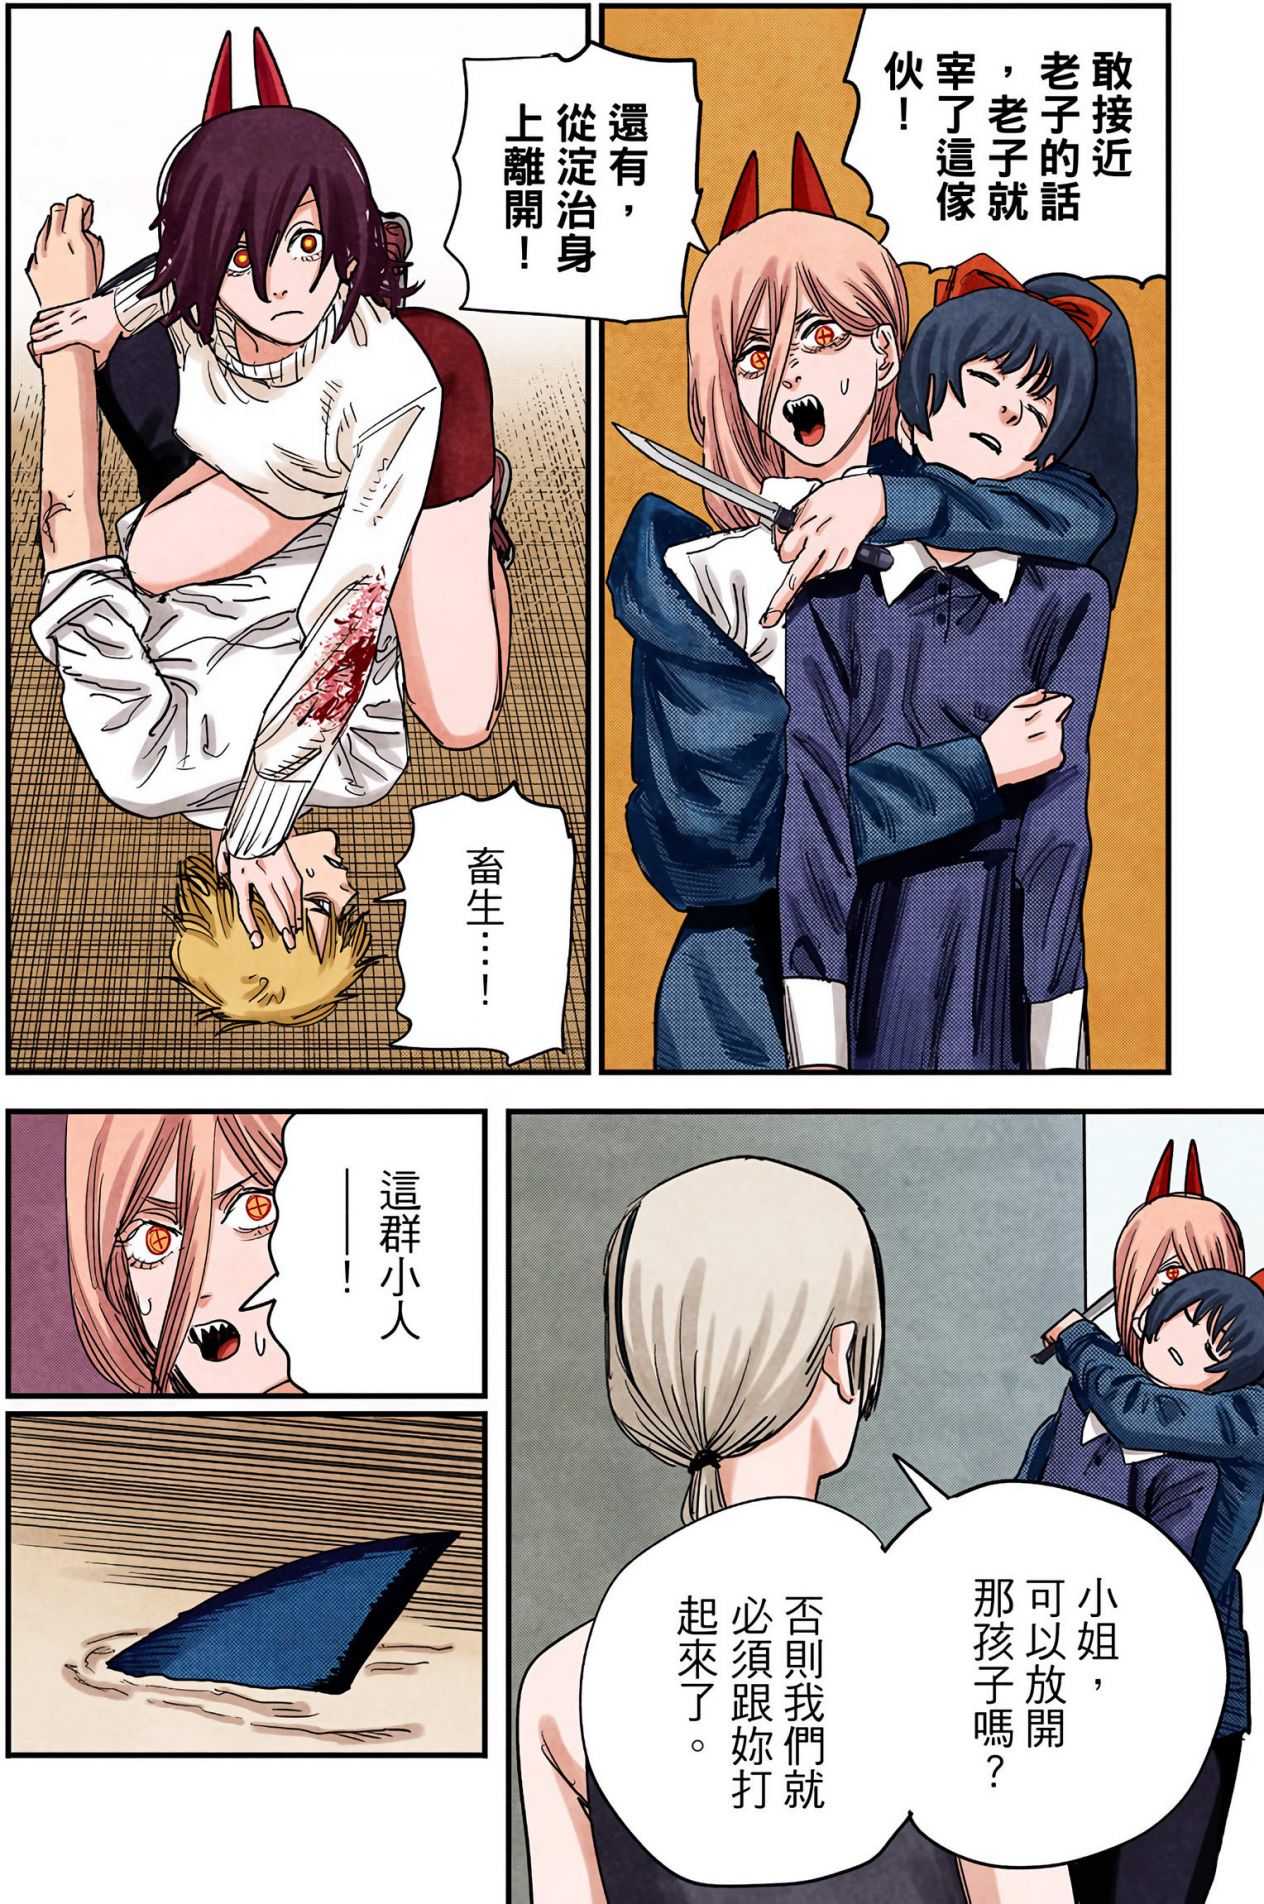 敢接近
老子的話
，老子就
宰了這傢
伙！
還有，
從淀治身
上離開！
畜生…！
小姐，
可以放開
那孩子嗎？
否則我們就
必須跟妳打
起來了。
這群小人
——！